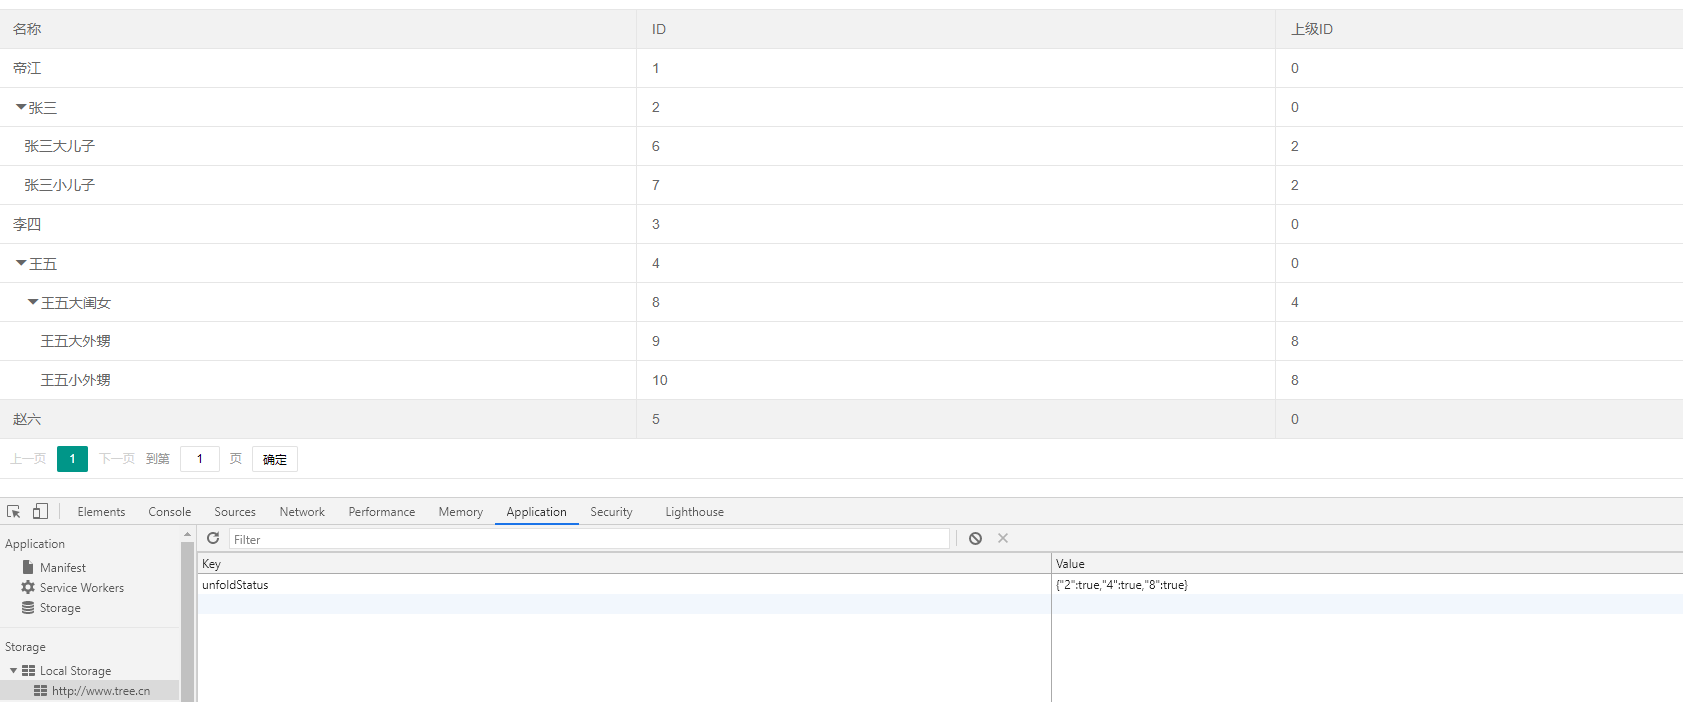 名称 ID 上级ID
帝江 1 0
张三 2 0
张三大儿子 6 2
张三小儿子 7 2
李四 3 0
王五 4 0
王五大闺女 8 4
王五大外甥 9 8
王五小外甥 10 8
赵六 5 0
上一页 1 下一页 到第 1 页 确定
Elements Console Sources Network Performance Memory Application Security Lighthouse
Application
Filter
Manifest
Service Workers
Storage
Key Value
unfoldStatus {"2":true,"4":true,"8":true}
Storage
Local Storage
http://www.tree.cn